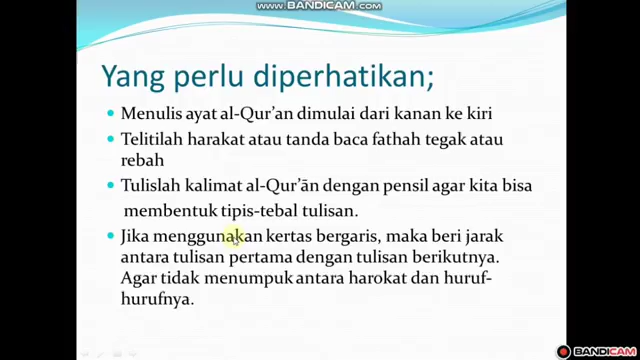 www.BANDICAM.com
Yang perlu diperhatikan;
• Menulis ayat al-Qur'an dimulai dari kanan ke kiri
• Telitilah harakat atau tanda baca fathah tegak atau
rebah
• Tulislah kalimat al-Qur'ān dengan pensil agar kita bisa
membentuk tipis-tebal tulisan.
• Jika menggunakan kertas bergaris, maka beri jarak
antara tulisan pertama dengan tulisan berikutnya.
Agar tidak menumpuk antara harokat dan huruf-
hurufnya.
BANDICAM